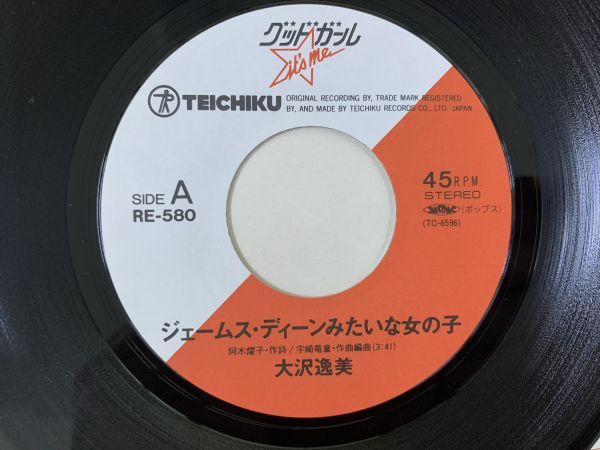 グッドガール
it's me
TEICHIKU
ORIGINAL RECORDING BY, TRADE MARK REGISTERED
BY, AND MADE BY TEICHIKU RECORDS CO., LTD. JAPAN
SIDE A
RE-580
45 R.P.M.
STEREO
JASRAC (ポップス)
(TC-6596)
ジェームス・ディーンみたいな女の子
阿木燿子・作詩/宇崎竜童・作曲編曲(3:41)
大沢逸美